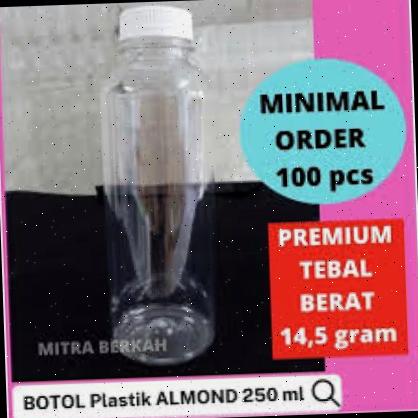 MINIMAL
ORDER
100 pcs
PREMIUM
TEBAL
BERAT
14,5 gram
MITRA BERKAH
BOTOL Plastik ALMOND 250 ml